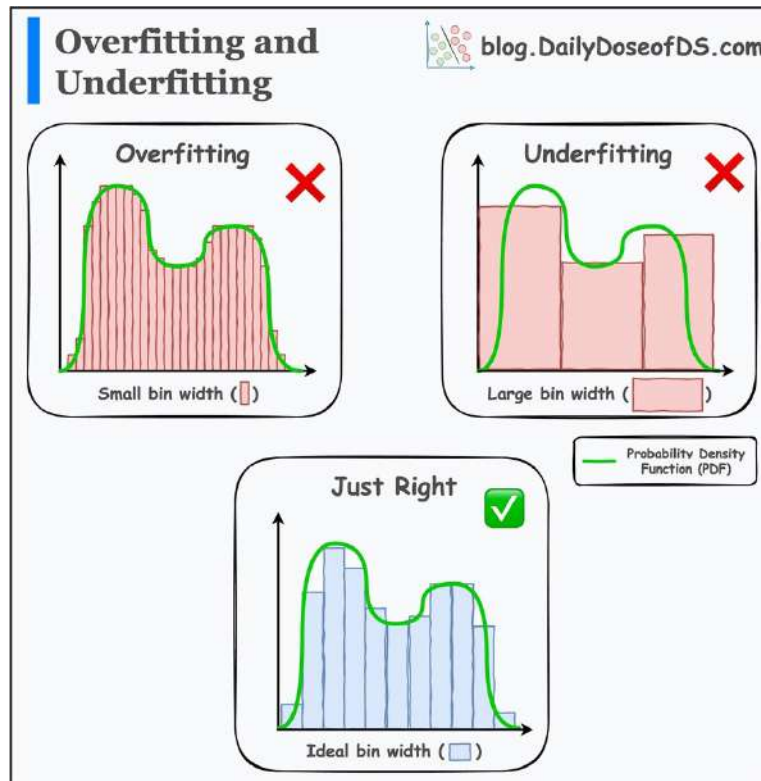 Overfitting and
Underfitting
blog.DailyDoseofDS.com
Overfitting
Small bin width ( )
Underfitting
Large bin width ( )
Probability Density
Function (PDF)
Just Right
Ideal bin width ( )